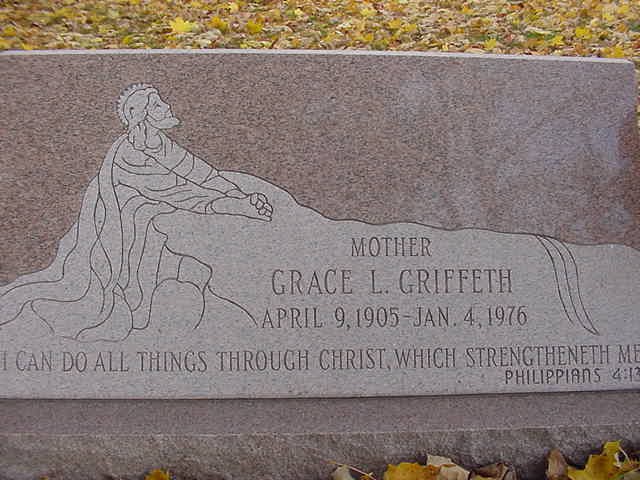 MOTHER
GRACE L. GRIFFETH
APRIL 9, 1905-JAN. 4, 1976
I CAN DO ALL THINGS THROUGH CHRIST, WHICH STRENGTHENETH ME
PHILIPPIANS 4:13